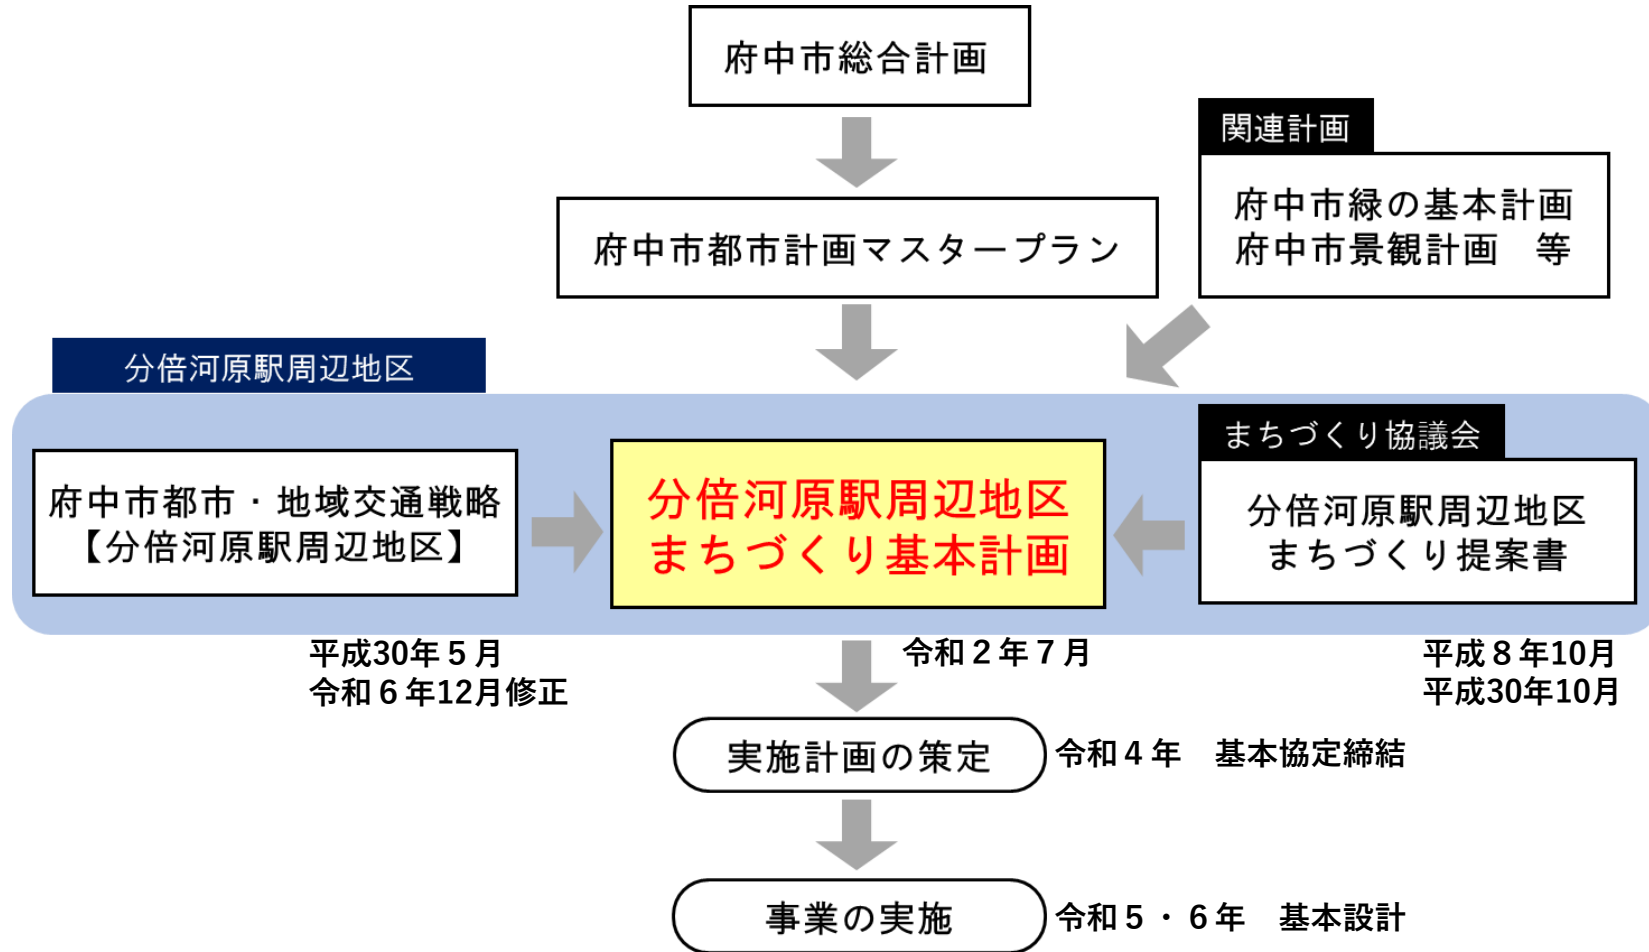 府中市総合計画
関連計画
府中市緑の基本計画
府中市景観計画　等
府中市都市計画マスタープラン
分倍河原駅周辺地区
府中市都市・地域交通戦略
【分倍河原駅周辺地区】
分倍河原駅周辺地区
まちづくり基本計画
まちづくり協議会
分倍河原駅周辺地区
まちづくり提案書
平成30年５月
令和６年12月修正
令和２年７月
平成８年10月
平成30年10月
実施計画の策定
令和４年　基本協定締結
事業の実施
令和５・６年　基本設計